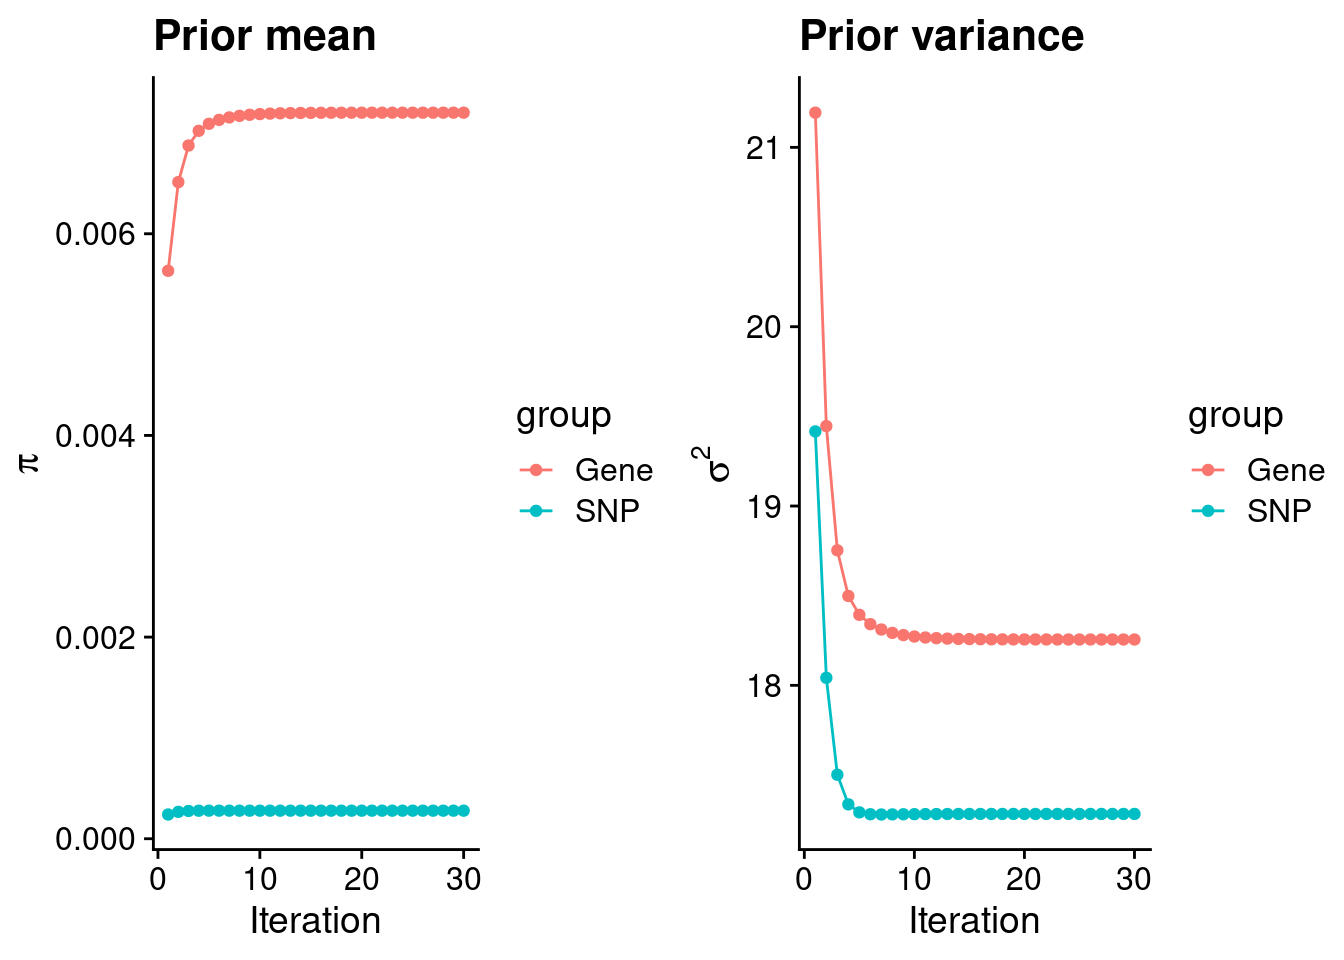 Prior mean
π
0.006
0.004
0.002
0.000
0 10 20 30
Iteration
group
Gene
SNP
Prior variance
σ²
21
20
19
18
0 10 20 30
Iteration
group
Gene
SNP